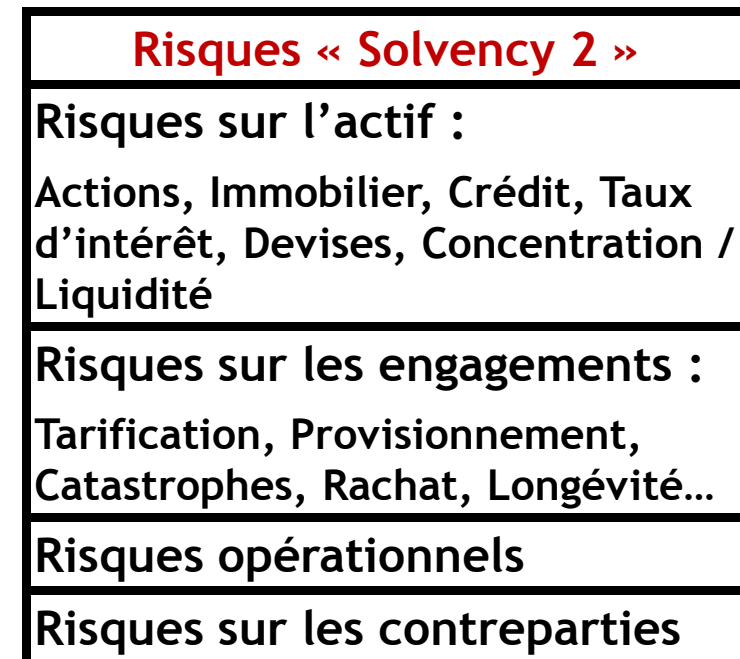 Risques « Solvency 2 »
Risques sur l’actif :
Actions, Immobilier, Crédit, Taux
d’intérêt, Devises, Concentration /
Liquidité
Risques sur les engagements :
Tarification, Provisionnement,
Catastrophes, Rachat, Longévité…
Risques opérationnels
Risques sur les contreparties